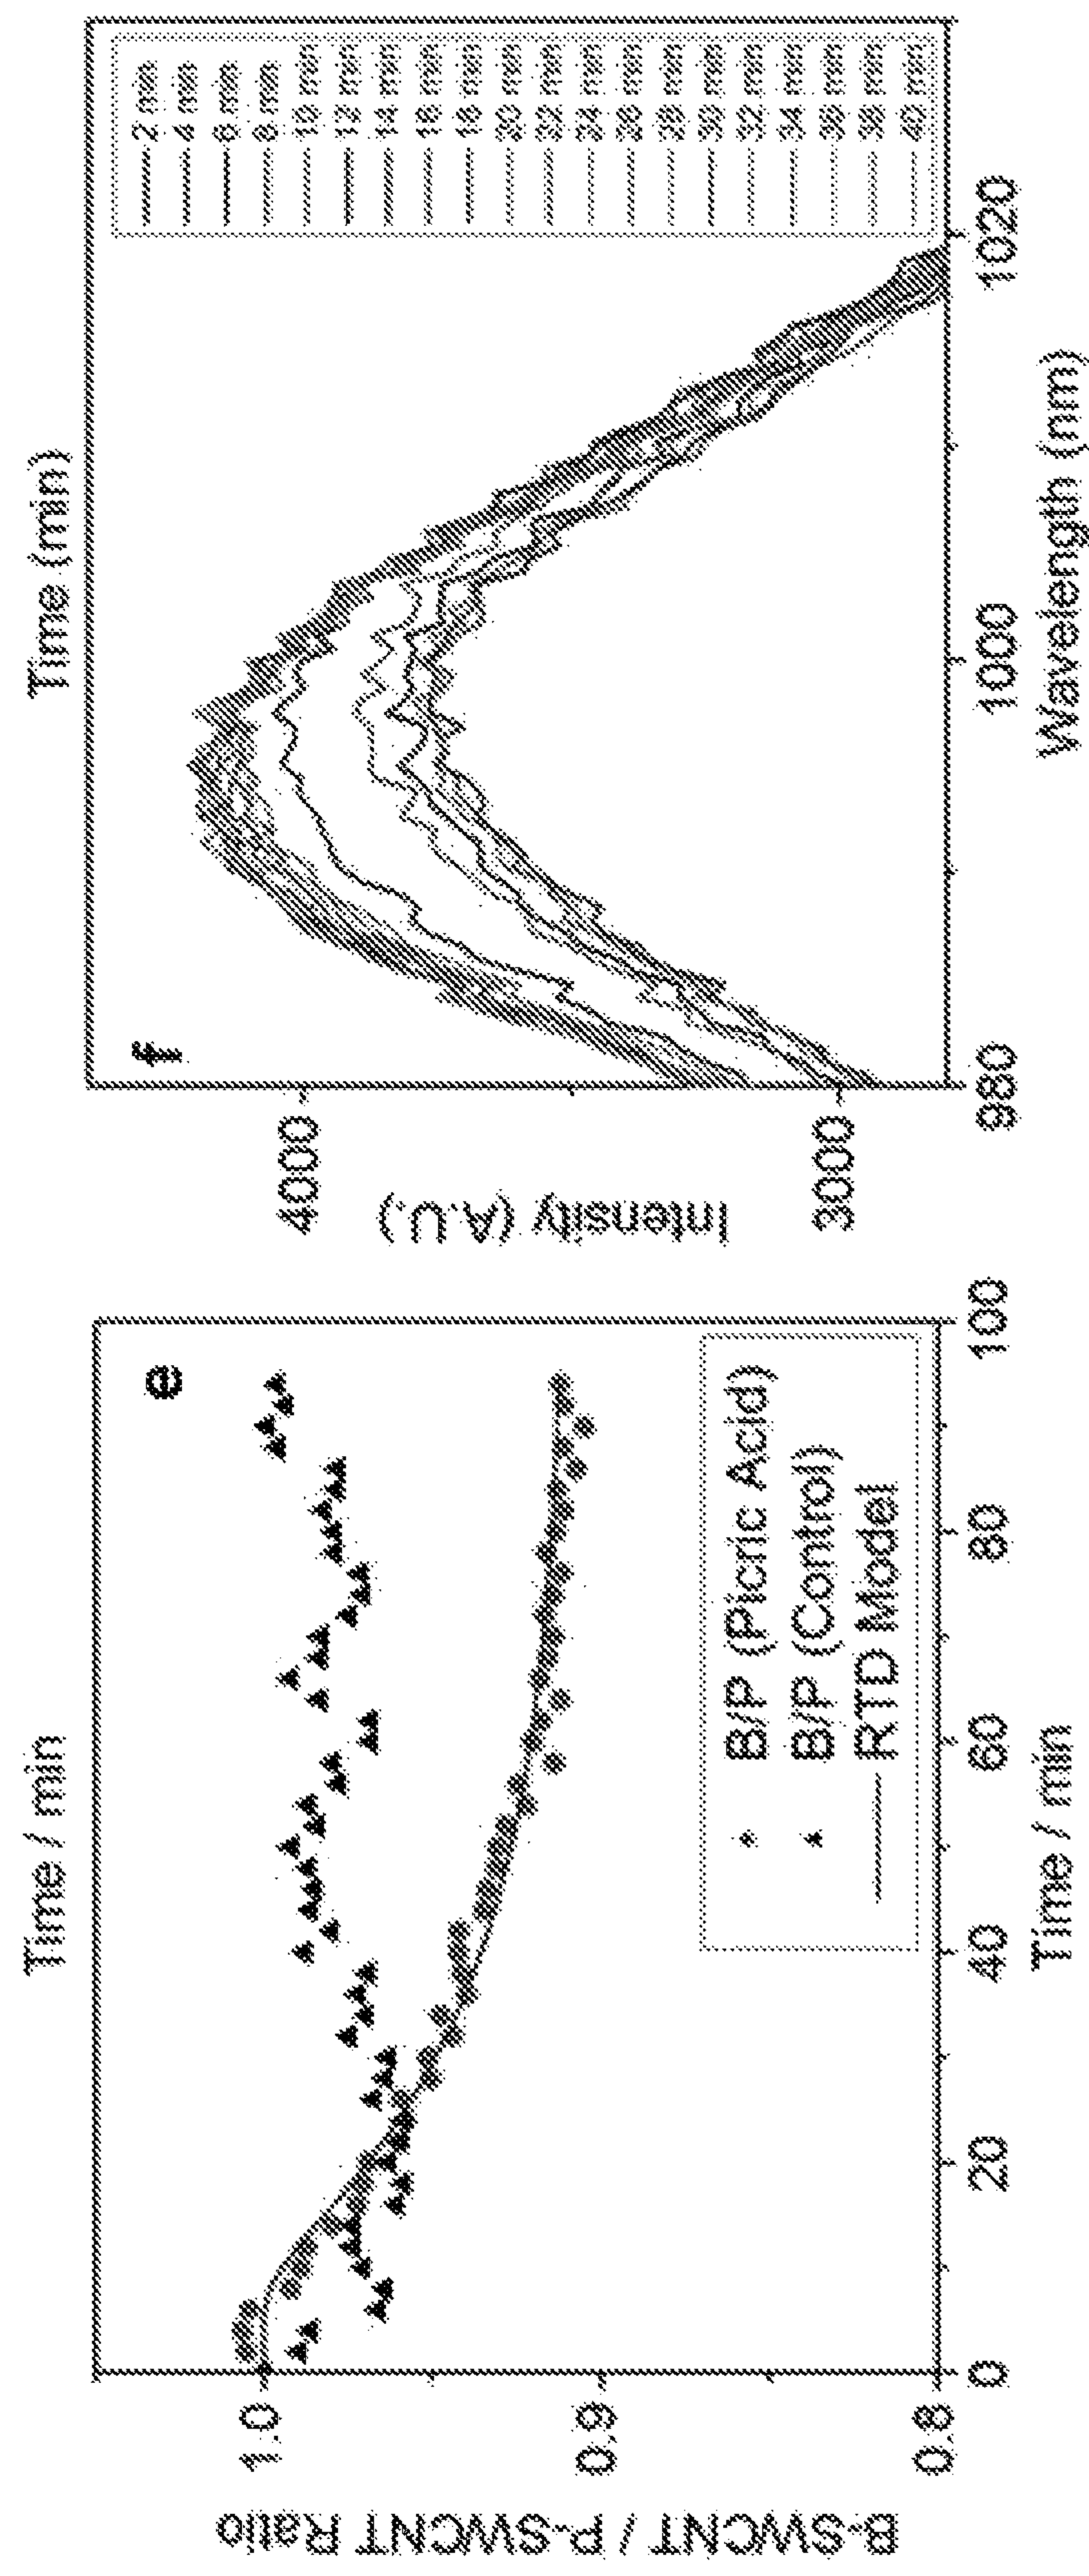 Time / min
e
1.0
0.9
0.8
B-SWCNT / P-SWCNT Ratio
B/P (Picric Acid)
B/P (Control)
RTD Model
0
20
40
60
80
100
Time / min
Time (min)
f
4000
3000
Intensity (A.U.)
2 min
4 min
6 min
8 min
10 min
12 min
14 min
16 min
18 min
20 min
22 min
24 min
26 min
28 min
30 min
32 min
34 min
36 min
38 min
40 min
980
1000
1020
Wavelength (nm)